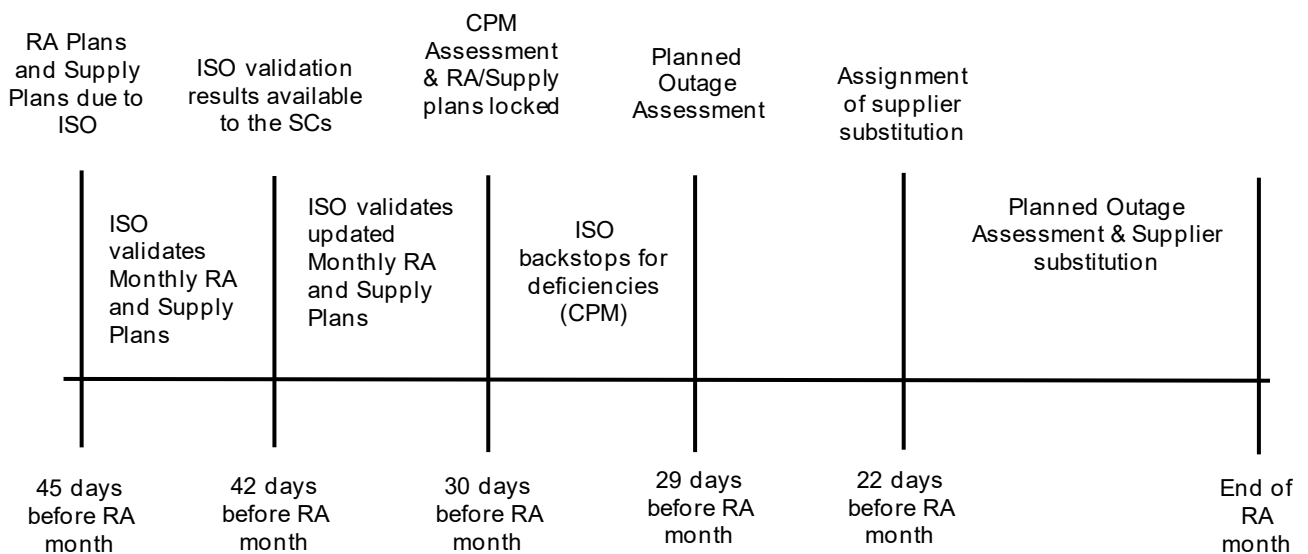 RA Plans
and Supply
Plans due to
ISO
ISO validation
results available
to the SCs
CPM
Assessment
& RA/Supply
plans locked
Planned
Outage
Assessment
Assignment
of supplier
substitution
ISO
validates
Monthly RA
and Supply
Plans
ISO validates
updated
Monthly RA
and Supply
Plans
ISO
backstops for
deficiencies
(CPM)
Planned Outage
Assessment & Supplier
substitution
45 days
before RA
month
42 days
before RA
month
30 days
before RA
month
29 days
before RA
month
22 days
before RA
month
End of
RA
month